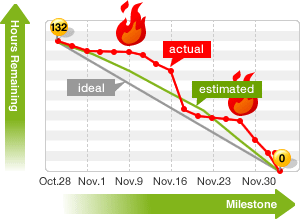 Hours Remaining
132
actual
ideal
estimated
0
Oct.28 Nov.1 Nov.9 Nov.16 Nov.23 Nov.30
Milestone